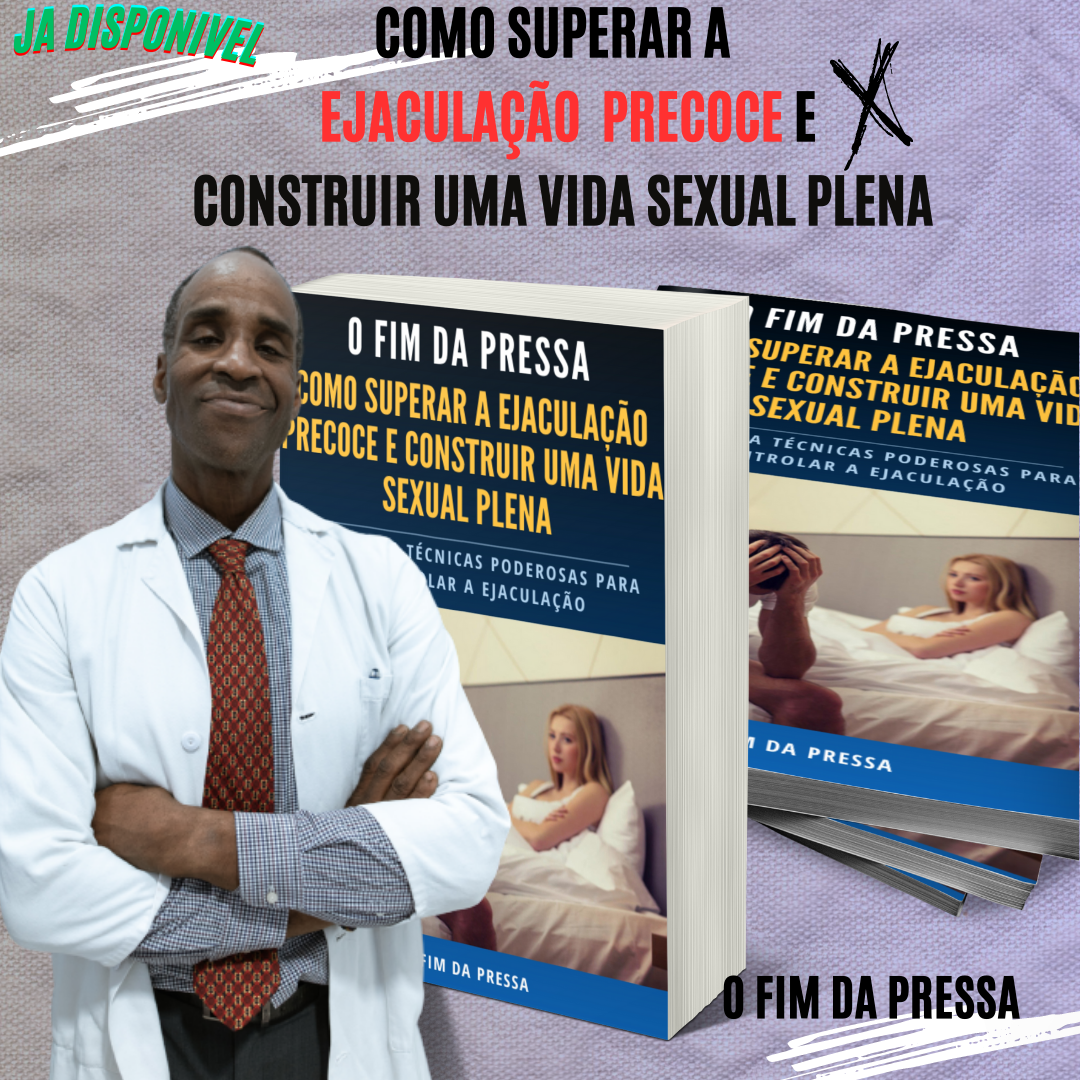 JA DISPONIVEL
COMO SUPERAR A
EJACULAÇÃO PRECOCE E
CONSTRUIR UMA VIDA SEXUAL PLENA
O FIM DA PRESSA
COMO SUPERAR A EJACULAÇÃO
PRECOCE E CONSTRUIR UMA VIDA
SEXUAL PLENA
TÉCNICAS PODEROSAS PARA
LAR A EJACULAÇÃO
FIM DA PRESSA
O FIM DA PRESSA
SUPERAR A EJACULAÇÃO
E E CONSTRUIR UMA VID
SEXUAL PLENA
A TÉCNICAS PODEROSAS PARA
NTROLAR A EJACULAÇÃO
M DA PRESSA
O FIM DA PRESSA